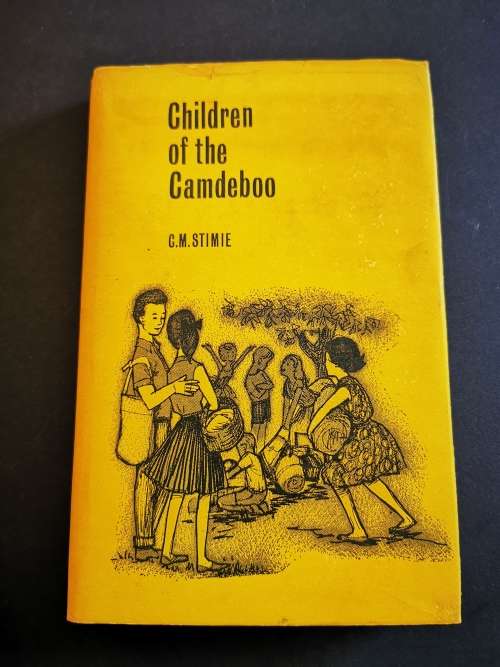 Children
of the
Camdeboo
C.M. STIMIE